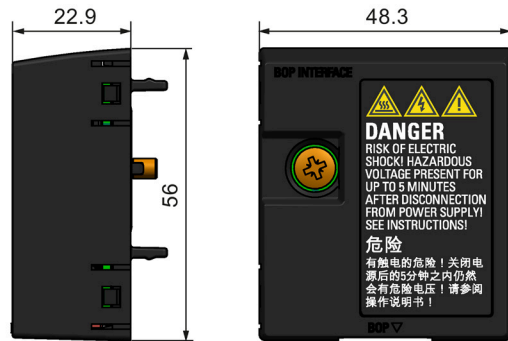 22.9
48.3
56
BOP INTERFACE
DANGER
RISK OF ELECTRIC
SHOCK! HAZARDOUS
VOLTAGE PRESENT FOR
UP TO 5 MINUTES
AFTER DISCONNECTION
FROM POWER SUPPLY!
SEE INSTRUCTIONS!
危险
有触电的危险！关闭电
源后的5分钟之内仍然
会有危险电压！请参阅
操作说明书！
BOP ▽